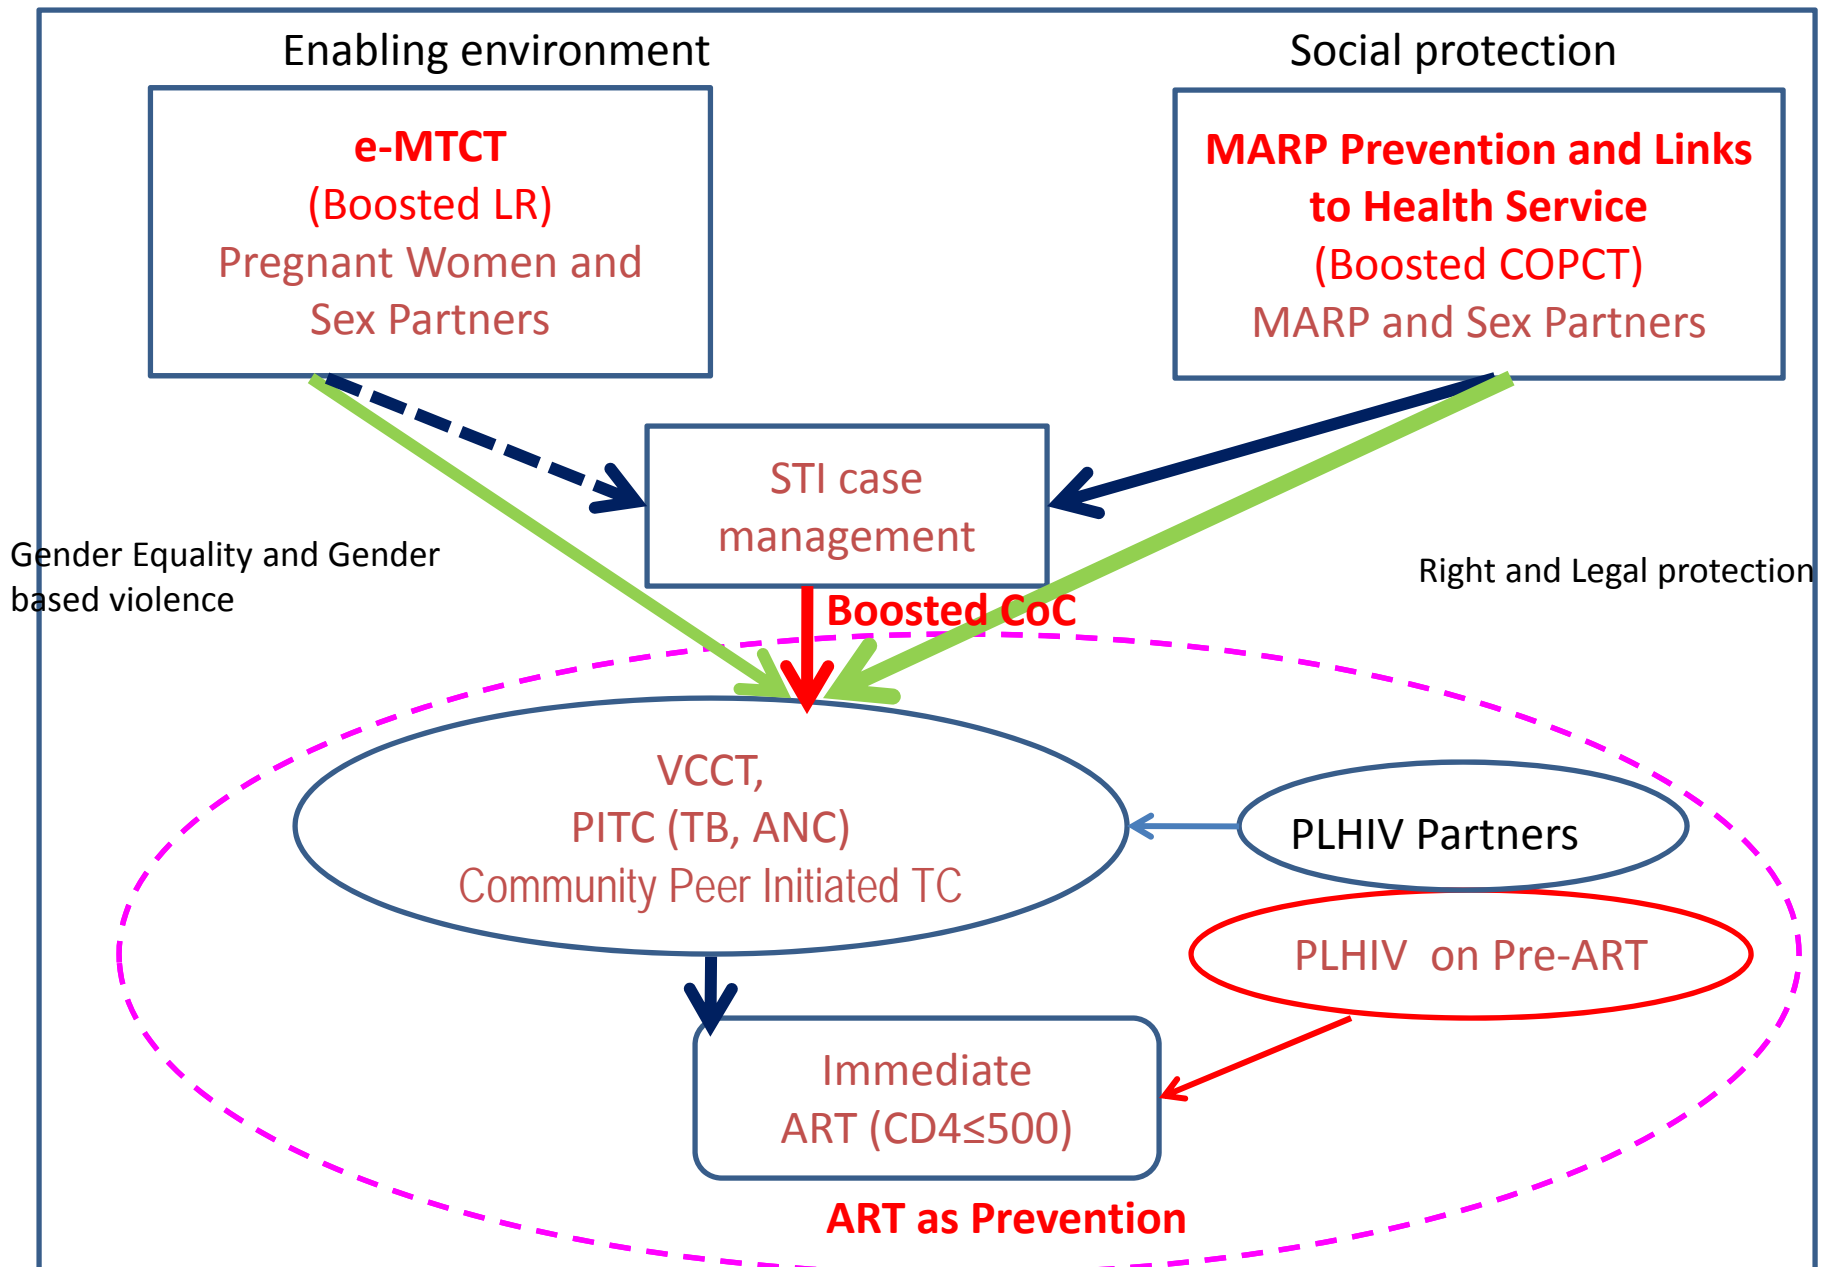 Enabling environment
Social protection
e-MTCT
(Boosted LR)
Pregnant Women and
Sex Partners
MARP Prevention and Links
to Health Service
(Boosted COPCT)
MARP and Sex Partners
STI case
management
Gender Equality and Gender
based violence
Right and Legal protection
Boosted CoC
VCCT,
PITC (TB, ANC)
Community Peer Initiated TC
PLHIV Partners
PLHIV on Pre-ART
Immediate
ART (CD4≤500)
ART as Prevention